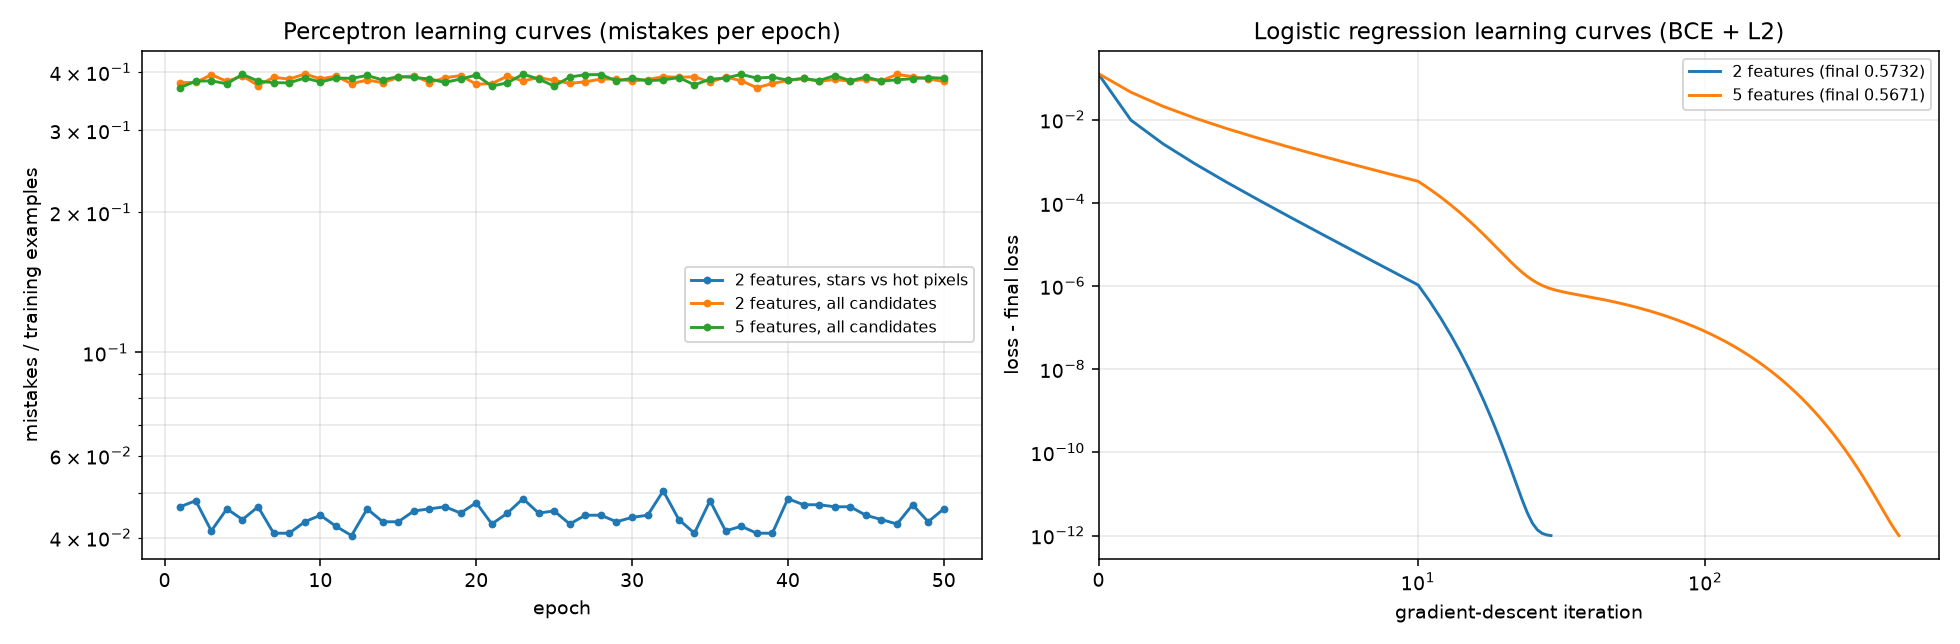 Perceptron learning curves (mistakes per epoch)
mistakes / training examples
4 × 10⁻¹
3 × 10⁻¹
2 × 10⁻¹
10⁻¹
6 × 10⁻²
4 × 10⁻²
2 features, stars vs hot pixels
2 features, all candidates
5 features, all candidates
0 10 20 30 40 50
epoch
Logistic regression learning curves (BCE + L2)
loss - final loss
10⁻²
10⁻⁴
10⁻⁶
10⁻⁸
10⁻¹⁰
10⁻¹²
2 features (final 0.5732)
5 features (final 0.5671)
0 10¹ 10²
gradient-descent iteration